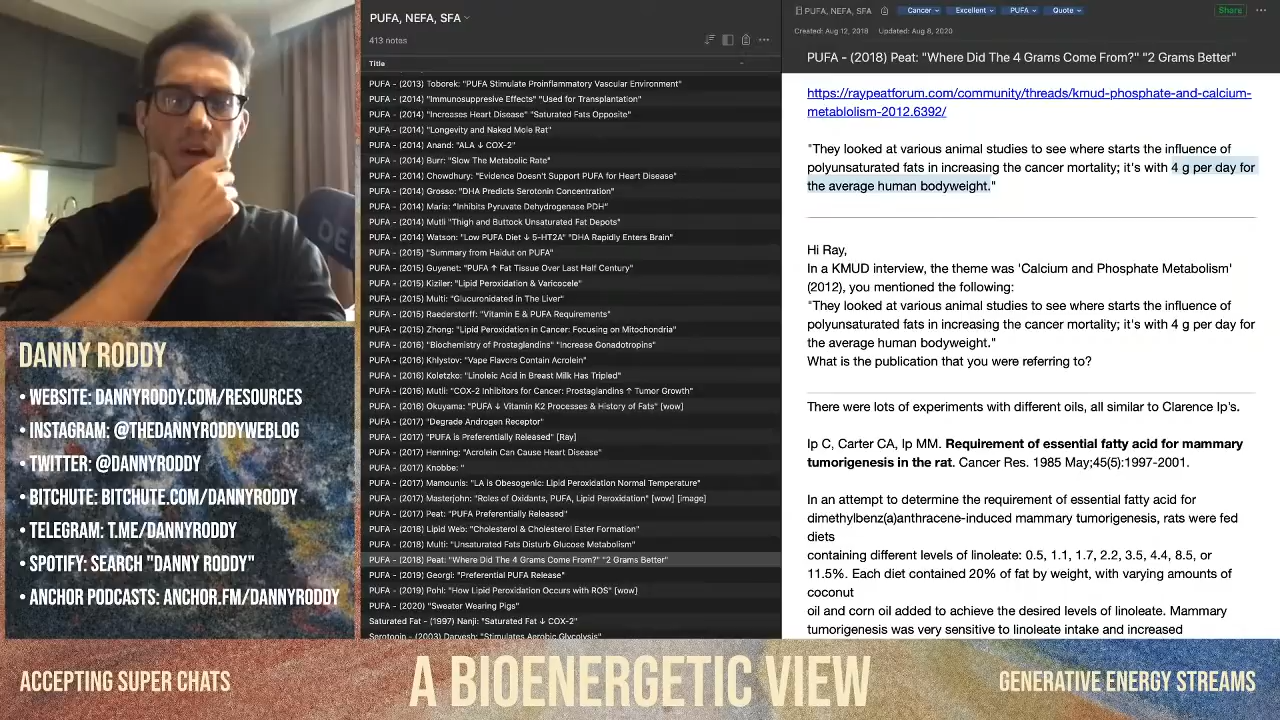 DANNY RODDY
• WEBSITE: DANNYRODDY.COM/RESOURCES
• INSTAGRAM: @THEDANNYRODDYWEBLOG
• TWITTER: @DANNYRODDY
• BITCHUTE: BITCHUTE.COM/DANNYRODDY
• TELEGRAM: T.ME/DANNYRODDY
• SPOTIFY: SEARCH "DANNY RODDY"
• ANCHOR PODCASTS: ANCHOR.FM/DANNYRODDY
PUFA, NEFA, SFA
413 notes
Title
PUFA - (2013) Toborek: "PUFA Stimulate Proinflammatory Vascular Environment"
PUFA - (2014) "Immunosuppresive Effects" "Used for Transplantation"
PUFA - (2014) "Increases Heart Disease" "Saturated Fats Opposite"
PUFA - (2014) "Longevity and Naked Mole Rat"
PUFA - (2014) Anand: "ALA ↓ COX-2"
PUFA - (2014) Burr: "Slow The Metabolic Rate"
PUFA - (2014) Chowdhury: "Evidence Doesn't Support PUFA for Heart Disease"
PUFA - (2014) Grosso: "DHA Predicts Serotonin Concentration"
PUFA - (2014) Maria: "Inhibits Pyruvate Dehydrogenase PDH"
PUFA - (2014) Mutli "Thigh and Buttock Unsaturated Fat Depots"
PUFA - (2014) Watson: "Low PUFA Diet ↓ 5-HT2A" "DHA Rapidly Enters Brain"
PUFA - (2015) "Summary from Haidut on PUFA"
PUFA - (2015) Guyenet: "PUFA ↑ Fat Tissue Over Last Half Century"
PUFA - (2015) Kiziler: "Lipid Peroxidation & Varicocele"
PUFA - (2015) Multi: "Glucuronidated in The Liver"
PUFA - (2015) Raederstorff: "Vitamin E & PUFA Requirements"
PUFA - (2015) Zhong: "Lipid Peroxidation in Cancer: Focusing on Mitochondria"
PUFA - (2016) "Biochemistry of Prostaglandins" "Increase Gonadotropins"
PUFA - (2016) Khlystov: "Vape Flavors Contain Acrolein"
PUFA - (2016) Koletzko: "Linoleic Acid in Breast Milk Has Tripled"
PUFA - (2016) Mutli: "COX-2 Inhibitors for Cancer: Prostaglandins ↑ Tumor Growth"
PUFA - (2016) Okuyama: "PUFA ↓ Vitamin K2 Processes & History of Fats" [wow]
PUFA - (2017) "Degrade Androgen Receptor"
PUFA - (2017) "PUFA is Preferentially Released" [Ray]
PUFA - (2017) Henning: "Acrolein Can Cause Heart Disease"
PUFA - (2017) Knobbe: "
PUFA - (2017) Mamounis: "LA is Obesogenic: Lipid Peroxidation Normal Temperature"
PUFA - (2017) Masterjohn: "Roles of Oxidants, PUFA, Lipid Peroxidation" [wow] [image]
PUFA - (2017) Peat: "PUFA Preferentially Released"
PUFA - (2018) Lipid Web: "Cholesterol & Cholesterol Ester Formation"
PUFA - (2018) Multi: "Unsaturated Fats Disturb Glucose Metabolism"
PUFA - (2018) Peat: "Where Did The 4 Grams Come From?" "2 Grams Better"
PUFA - (2019) Georgi: "Preferential PUFA Release"
PUFA - (2019) Pohl: "How Lipid Peroxidation Occurs with ROS" [wow]
PUFA - (2020) "Sweater Wearing Pigs"
Saturated Fat - (1997) Nanji: "Saturated Fat ↓ COX-2"
Serotonin - (2003) Darvesh: "Stimulates Aerobic Glycolysis"
PUFA, NEFA, SFA Cancer Excellent PUFA Quote Share
Created: Aug 12, 2018 Updated: Aug 8, 2020
PUFA - (2018) Peat: "Where Did The 4 Grams Come From?" "2 Grams Better"
https://raypeatforum.com/community/threads/kmud-phosphate-and-calcium-
metablolism-2012.6392/
"They looked at various animal studies to see where starts the influence of
polyunsaturated fats in increasing the cancer mortality; it's with 4 g per day for
the average human bodyweight."
Hi Ray,
In a KMUD interview, the theme was 'Calcium and Phosphate Metabolism'
(2012), you mentioned the following:
"They looked at various animal studies to see where starts the influence of
polyunsaturated fats in increasing the cancer mortality; it's with 4 g per day for
the average human bodyweight."
What is the publication that you were referring to?
There were lots of experiments with different oils, all similar to Clarence Ip's.
Ip C, Carter CA, Ip MM. Requirement of essential fatty acid for mammary
tumorigenesis in the rat. Cancer Res. 1985 May;45(5):1997-2001.
In an attempt to determine the requirement of essential fatty acid for
dimethylbenz(a)anthracene-induced mammary tumorigenesis, rats were fed
diets
containing different levels of linoleate: 0.5, 1.1, 1.7, 2.2, 3.5, 4.4, 8.5, or
11.5%. Each diet contained 20% of fat by weight, with varying amounts of
coconut
oil and corn oil added to achieve the desired levels of linoleate. Mammary
tumorigenesis was very sensitive to linoleate intake and increased
ACCEPTING SUPER CHATS
A BIOENERGETIC VIEW
GENERATIVE ENERGY STREAMS